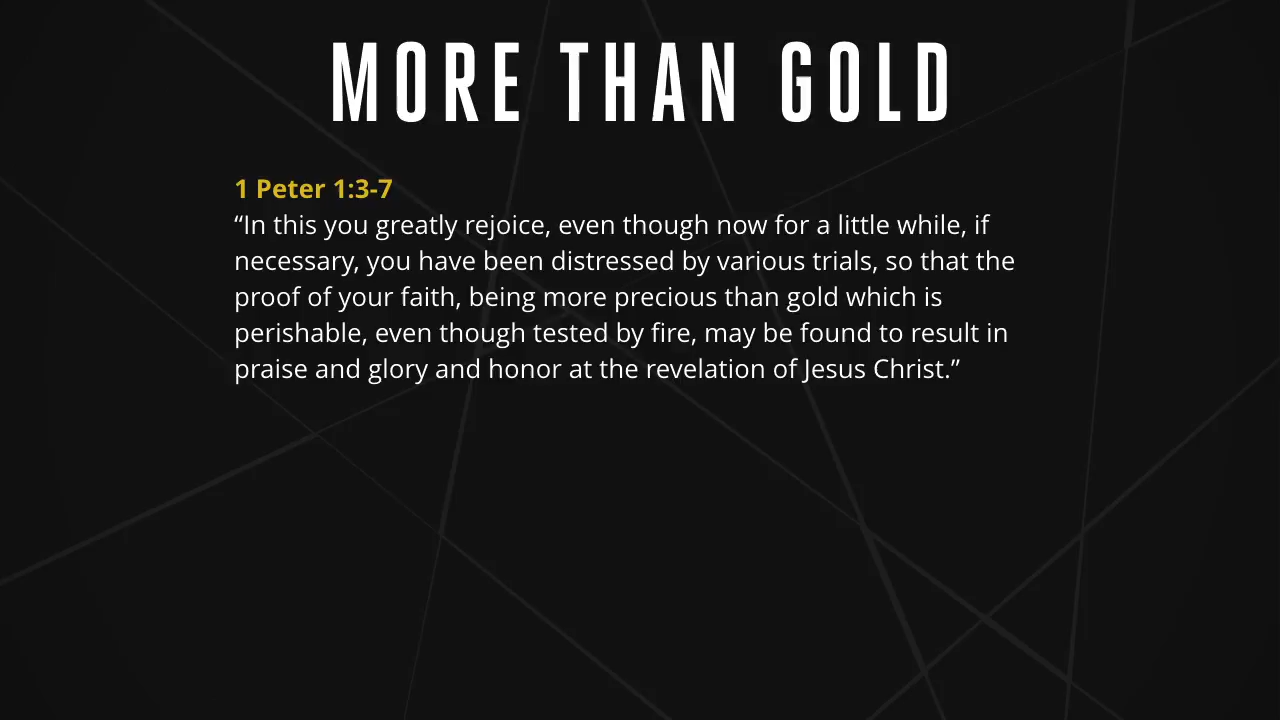 MORE THAN GOLD
1 Peter 1:3-7
“In this you greatly rejoice, even though now for a little while, if
necessary, you have been distressed by various trials, so that the
proof of your faith, being more precious than gold which is
perishable, even though tested by fire, may be found to result in
praise and glory and honor at the revelation of Jesus Christ.”